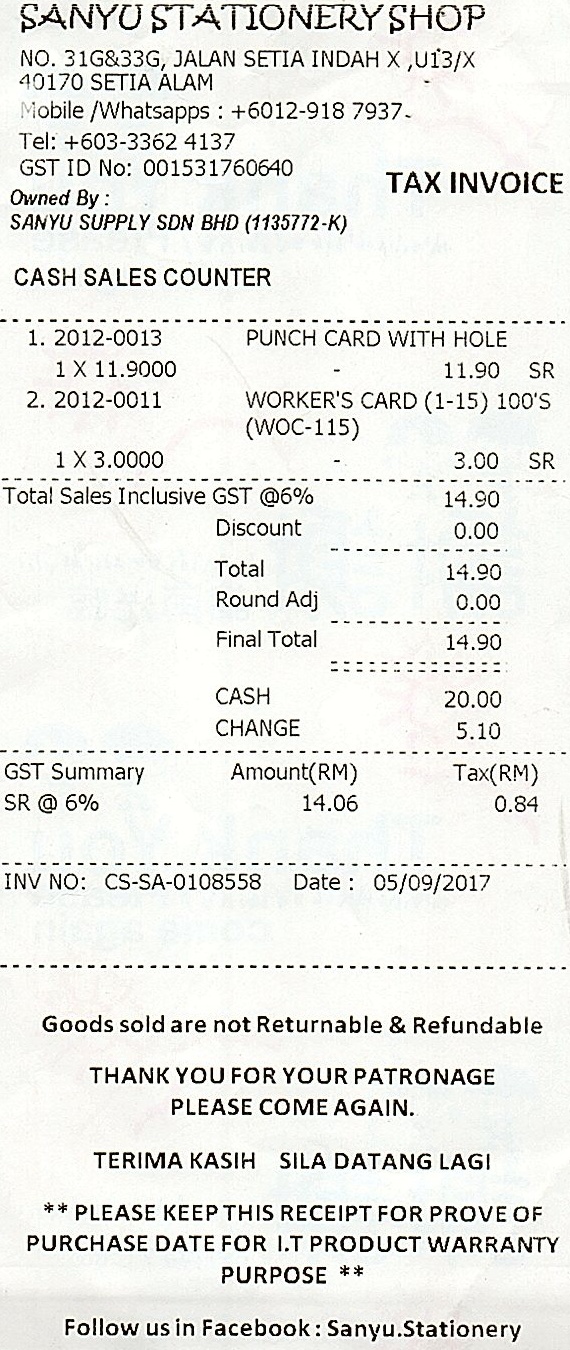 SANYU STATIONERY SHOP
NO. 31G&33G, JALAN SETIA INDAH X ,U13/X
40170 SETIA ALAM
Mobile /Whatsapps : +6012-918 7937
Tel: +603-3362 4137
GST ID No: 001531760640
TAX INVOICE
Owned By :
SANYU SUPPLY SDN BHD (1135772-K)
CASH SALES COUNTER
1. 2012-0013 PUNCH CARD WITH HOLE
1 X 11.9000 - 11.90 SR
2. 2012-0011 WORKER'S CARD (1-15) 100'S
(WOC-115)
1 X 3.0000 - 3.00 SR
Total Sales Inclusive GST @6% 14.90
Discount 0.00
Total 14.90
Round Adj 0.00
Final Total 14.90
CASH 20.00
CHANGE 5.10
GST Summary Amount(RM) Tax(RM)
SR @ 6% 14.06 0.84
INV NO: CS-SA-0108558 Date : 05/09/2017
Goods sold are not Returnable & Refundable
THANK YOU FOR YOUR PATRONAGE
PLEASE COME AGAIN.
TERIMA KASIH SILA DATANG LAGI
** PLEASE KEEP THIS RECEIPT FOR PROVE OF
PURCHASE DATE FOR I.T PRODUCT WARRANTY
PURPOSE **
Follow us in Facebook : Sanyu.Stationery